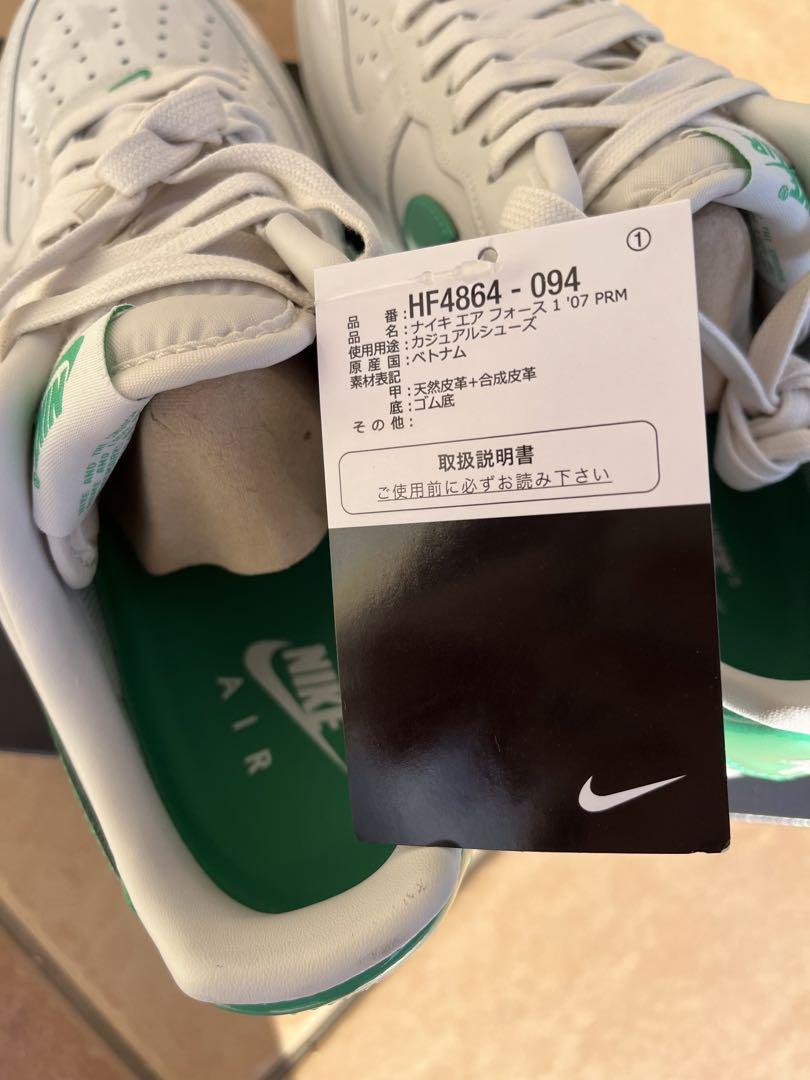 ①
品番:HF4864 - 094
品名:ナイキ エア フォース 1 '07 PRM
使用用途:カジュアルシューズ
原産国:ベトナム
素材表記
甲:天然皮革+合成皮革
底:ゴム底
その他:
取扱説明書
ご使用前に必ずお読み下さい
NIKE
AIR